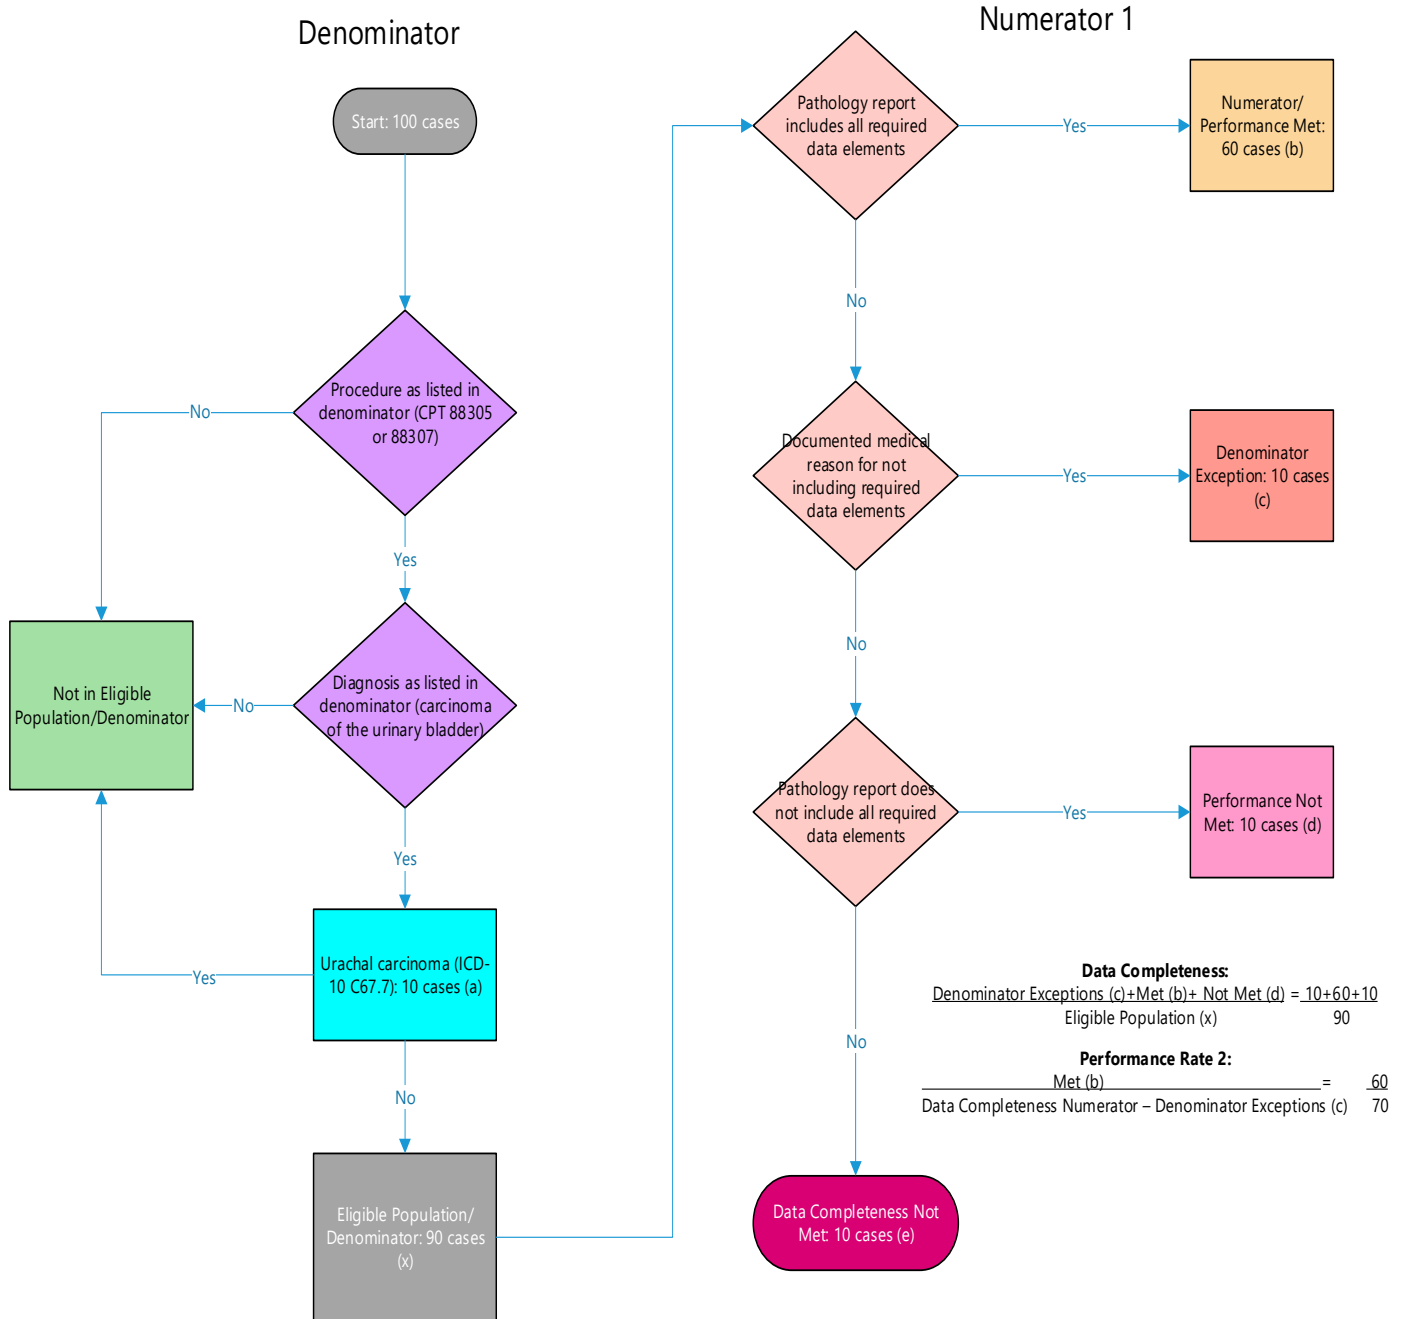 Denominator
Start: 100 cases
No
Procedure as listed in
denominator (CPT 88305
or 88307)
Yes
Not in Eligible
Population/Denominator
No
Diagnosis as listed in
denominator (carcinoma
of the urinary bladder)
Yes
Yes
Urachal carcinoma (ICD-
10 C67.7): 10 cases (a)
No
Eligible Population/
Denominator: 90 cases
(x)
Numerator 1
Pathology report
includes all required
data elements
Yes
Numerator/
Performance Met:
60 cases (b)
No
Documented medical
reason for not
including required
data elements
Yes
Denominator
Exception: 10 cases
(c)
No
Pathology report does
not include all required
data elements
Yes
Performance Not
Met: 10 cases (d)
No
Data Completeness Not
Met: 10 cases (e)
Data Completeness:
Denominator Exceptions (c)+Met (b)+ Not Met (d) = 10+60+10
Eligible Population (x) 90
Performance Rate 2:
Met (b) = 60
Data Completeness Numerator – Denominator Exceptions (c) 70